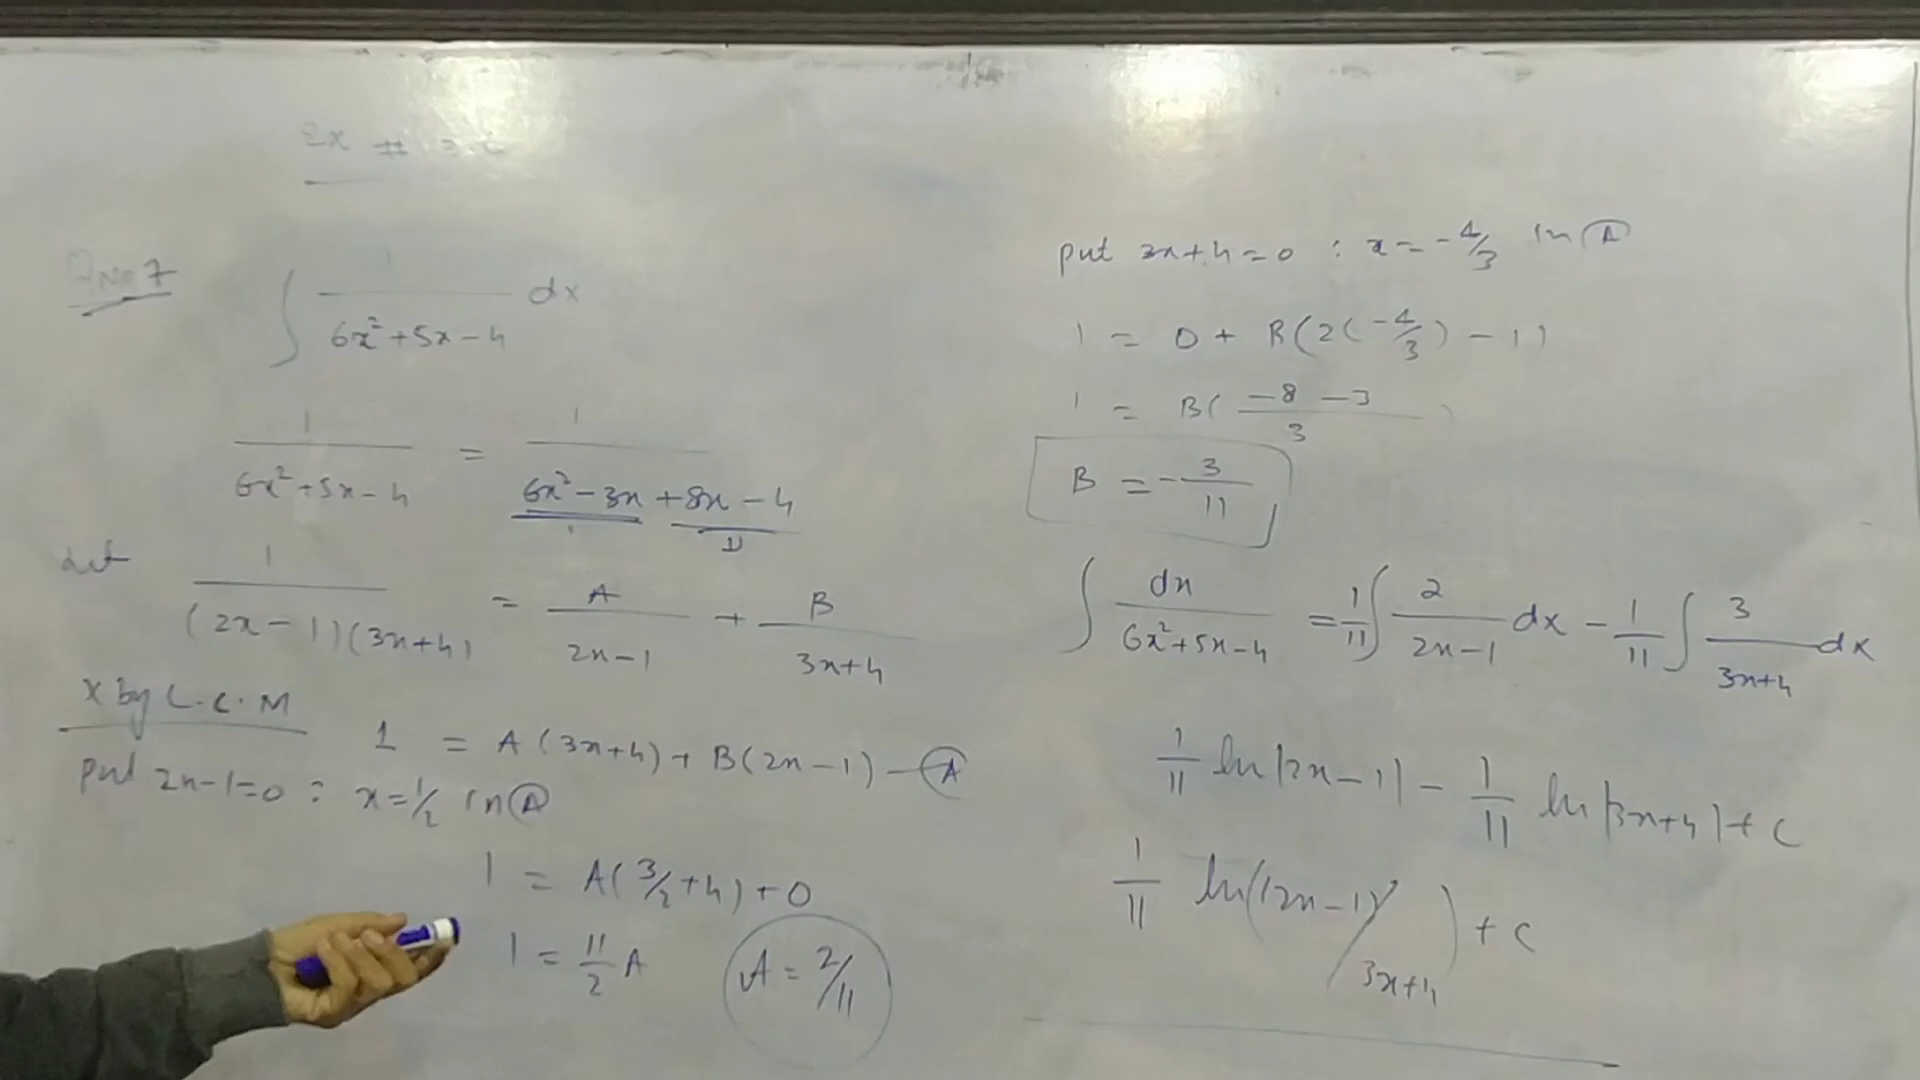 Ex #
Q No 7 ∫ 1/(6x²+5x-4) dx
1/(6x²+5x-4) = 1/(6x²-3x+8x-4)
Let 1/((2x-1)(3x+4)) = A/(2x-1) + B/(3x+4)
x by L.C.M
1 = A(3x+4)+B(2x-1) — Ⓐ
put 2x-1=0 : x=1/2 in Ⓐ
1 = A(3/2+4)+0
1 = 11/2 A
A = 2/11
put 3x+4=0 : x=-4/3 in Ⓐ
1 = 0 + B(2(-4/3)-1)
1 = B((-8-3)/3)
B = -3/11
∫ dx/(6x²+5x-4) = 1/11 ∫ 2/(2x-1) dx - 1/11 ∫ 3/(3x+4) dx
1/11 ln|2x-1| - 1/11 ln|3x+4| + c
1/11 ln(|2x-1|/3x+4) + c